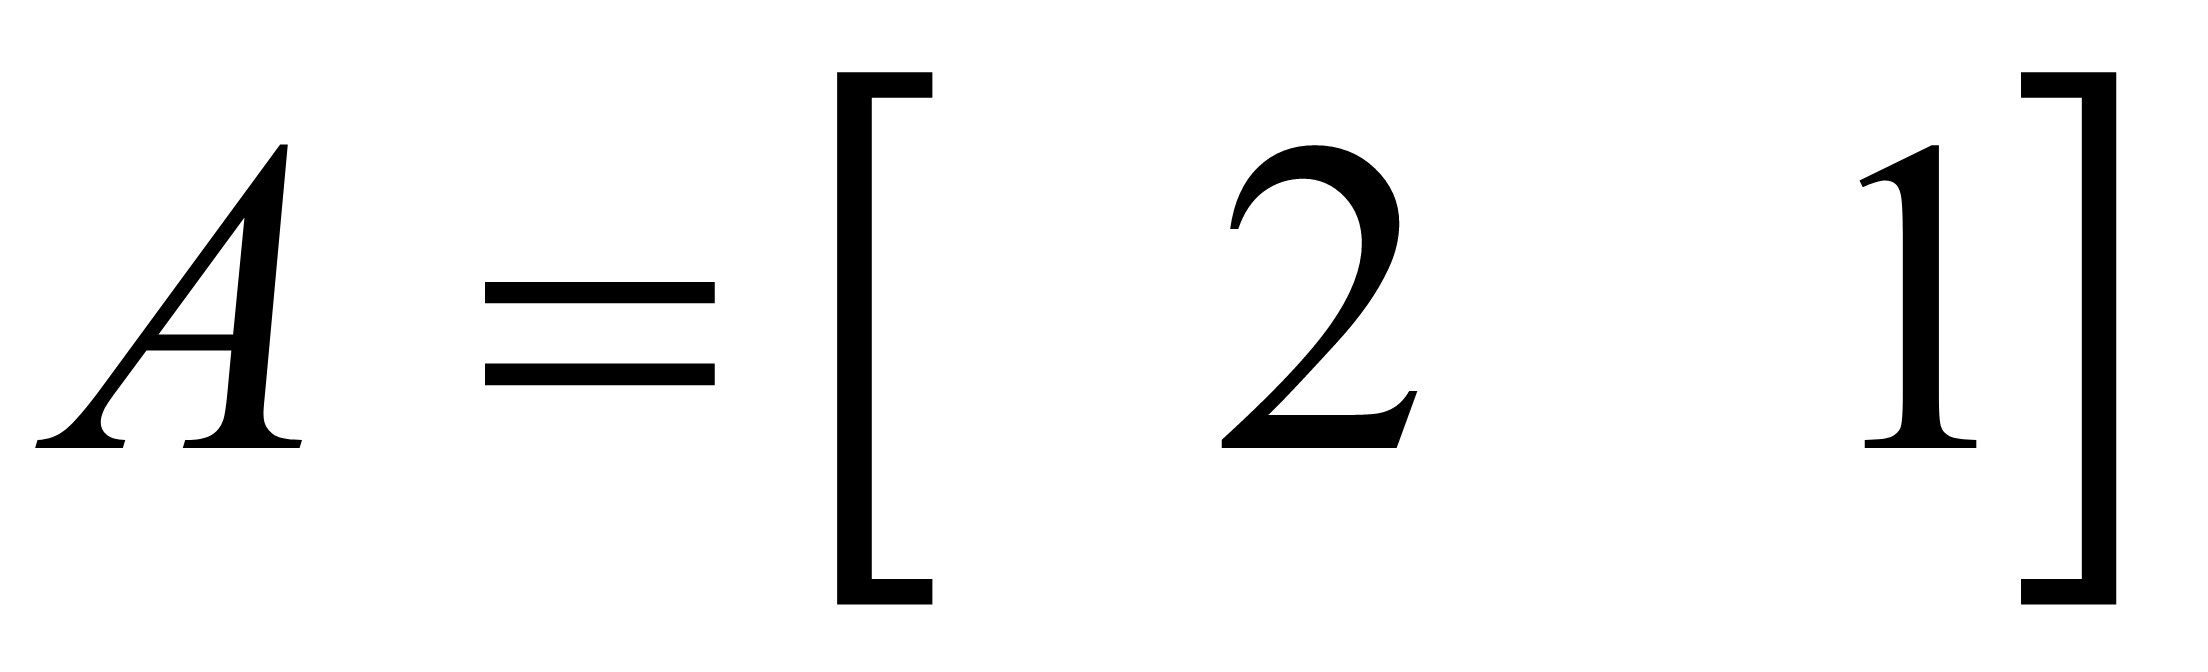 A = [ 2 1 ]